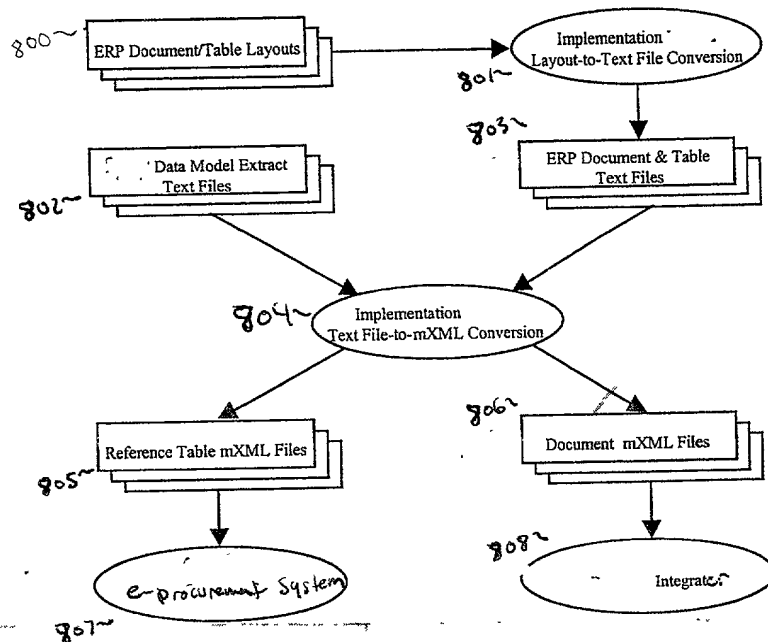 800~
ERP Document/Table Layouts
Implementation
Layout-to-Text File Conversion
801~
803~
Data Model Extract
Text Files
802~
ERP Document & Table
Text Files
804~
Implementation
Text File-to-mXML Conversion
806~
Reference Table mXML Files
805~
Document mXML Files
808~
e-procurement System
807~
Integrator